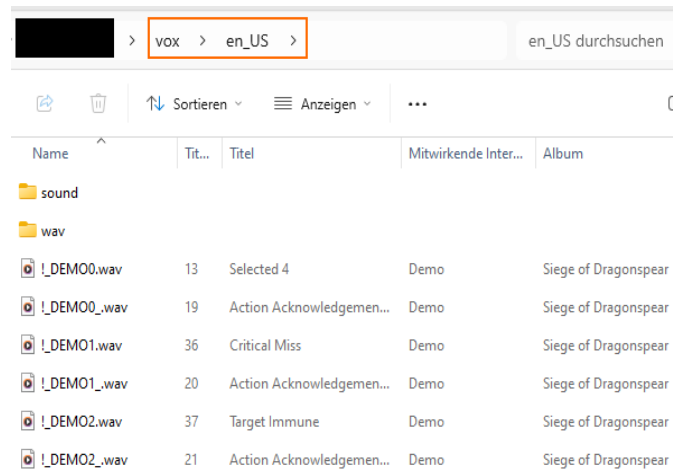 > vox > en_US > en_US durchsuchen
Sortieren Anzeigen ...
Name Tit... Titel Mitwirkende Inter... Album
sound
wav
!_DEMO0.wav 13 Selected 4 Demo Siege of Dragonspear
!_DEMO0_.wav 19 Action Acknowledgemen... Demo Siege of Dragonspear
!_DEMO1.wav 36 Critical Miss Demo Siege of Dragonspear
!_DEMO1_.wav 20 Action Acknowledgemen... Demo Siege of Dragonspear
!_DEMO2.wav 37 Target Immune Demo Siege of Dragonspear
!_DEMO2_.wav 21 Action Acknowledgemen... Demo Siege of Dragonspear